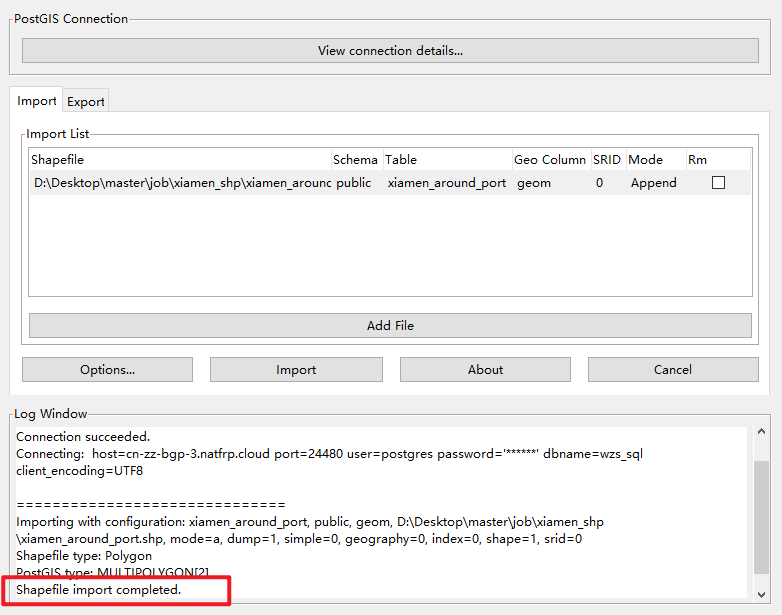 PostGIS Connection
View connection details...
Import Export
Import List
Shapefile Schema Table Geo Column SRID Mode Rm
D:\Desktop\master\job\xiamen_shp\xiamen_around public xiamen_around_port geom 0 Append
Add File
Options... Import About Cancel
Log Window
Connection succeeded.
Connecting: host=cn-zz-bgp-3.natfrp.cloud port=24480 user=postgres password='******' dbname=wzs_sql
client_encoding=UTF8
==============================
Importing with configuration: xiamen_around_port, public, geom, D:\Desktop\master\job\xiamen_shp
\xiamen_around_port.shp, mode=a, dump=1, simple=0, geography=0, index=0, shape=1, srid=0
Shapefile type: Polygon
PostGIS type: MULTIPOLYGON[2]
Shapefile import completed.